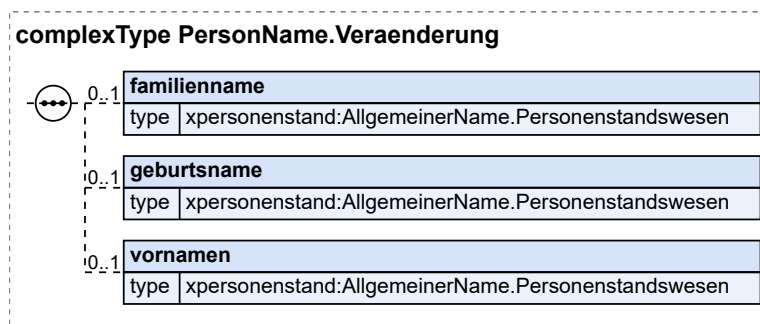 complexType PersonName.Veraenderung
0..1 familienname
type xpersonenstand:AllgemeinerName.Personenstandswesen
0..1 geburtsname
type xpersonenstand:AllgemeinerName.Personenstandswesen
0..1 vornamen
type xpersonenstand:AllgemeinerName.Personenstandswesen